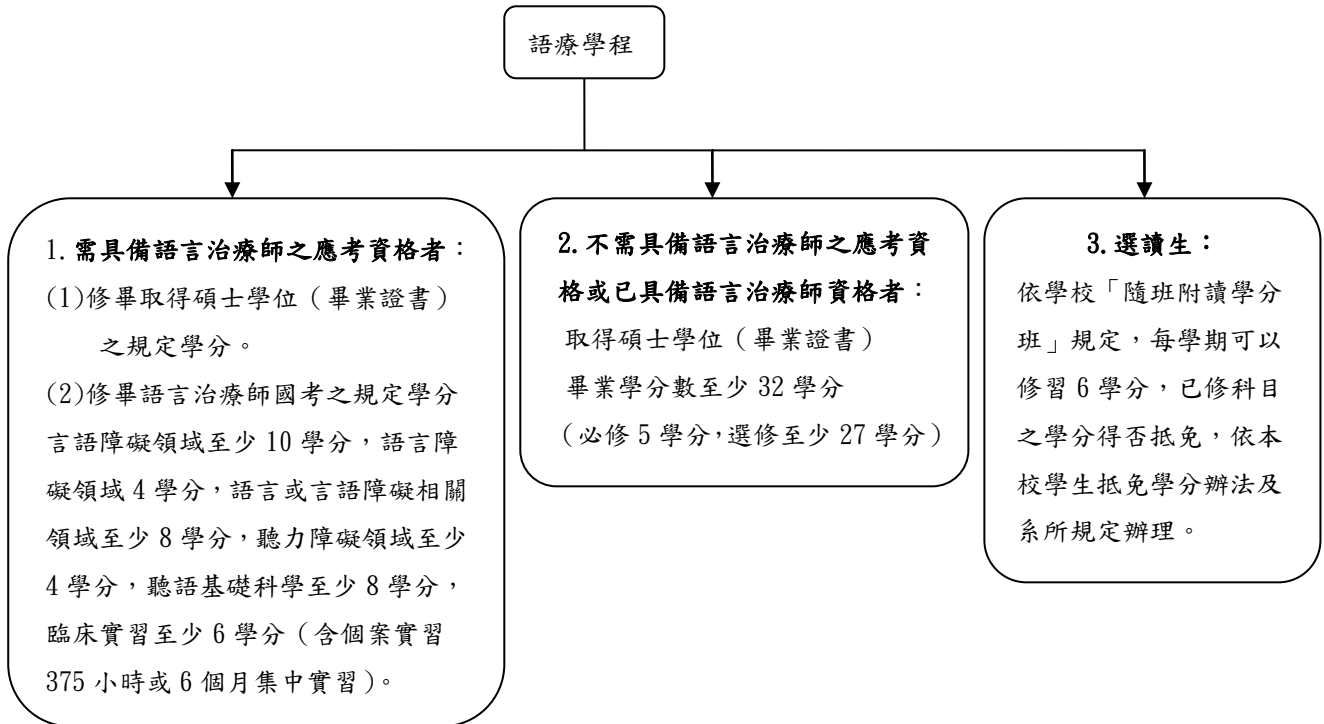 語療學程
1.需具備語言治療師之應考資格者：
(1)修畢取得碩士學位（畢業證書）
之規定學分。
(2)修畢語言治療師國考之規定學分
言語障礙領域至少 10 學分，語言障
礙領域 4 學分，語言或言語障礙相關
領域至少 8 學分，聽力障礙領域至少
4 學分，聽語基礎科學至少 8 學分，
臨床實習至少 6 學分（含個案實習
375 小時或 6 個月集中實習）。
2.不需具備語言治療師之應考資
格或已具備語言治療師資格者：
取得碩士學位（畢業證書）
畢業學分數至少 32 學分
（必修 5 學分，選修至少 27 學分）
3.選讀生：
依學校「隨班附讀學分
班」規定，每學期可以
修習 6 學分，已修科目
之學分得否抵免，依本
校學生抵免學分辦法及
系所規定辦理。